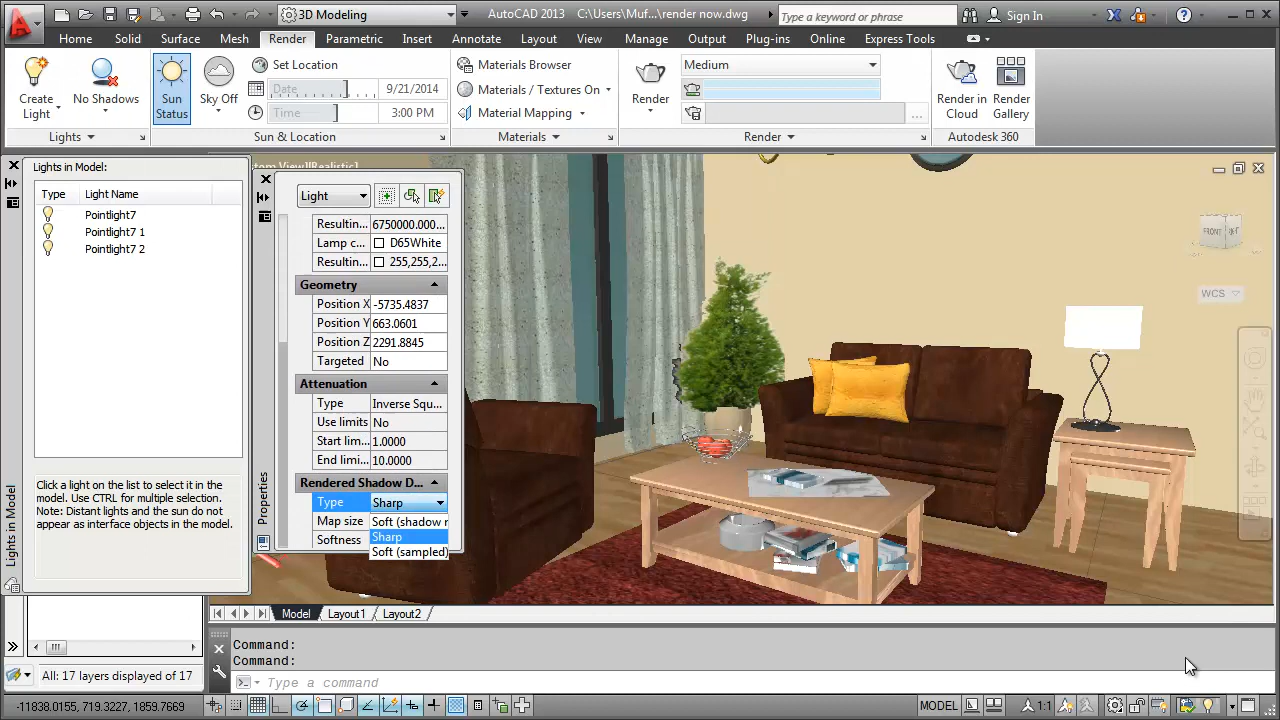 3D Modeling
AutoCAD 2013 C:\Users\Muf...\render now.dwg
Type a keyword or phrase
Sign In
Home Solid Surface Mesh Render Parametric Insert Annotate Layout View Manage Output Plug-ins Online Express Tools
Create Light
No Shadows
Sun Status
Sky Off
Set Location
Date 9/21/2014
Time 3:00 PM
Materials Browser
Materials / Textures On
Material Mapping
Render
Medium
...
Render in Cloud
Render Gallery
Lights
Sun & Location
Materials
Render
Autodesk 360
Lights in Model:
Type Light Name
Pointlight7
Pointlight7 1
Pointlight7 2
Click a light on the list to select it in the
model. Use CTRL for multiple selection.
Note: Distant lights and the sun do not
appear as interface objects in the model.
Lights in Model
tom View][Realistic]
Light
Resultin... 6750000.000...
Lamp c... D65White
Resultin... 255,255,2...
Geometry
Position X -5735.4837
Position Y 663.0601
Position Z 2291.8845
Targeted No
Attenuation
Type Inverse Squ...
Use limits No
Start lim... 1.0000
End limi... 10.0000
Rendered Shadow D...
Type Sharp
Map size Soft (shadow
Sharp
Softness
Soft (sampled)
Properties
FRONT
WCS
Model Layout1 Layout2
Command:
Command:
Type a command
All: 17 layers displayed of 17
-11838.0155, 719.3227, 1859.7669
MODEL
1:1